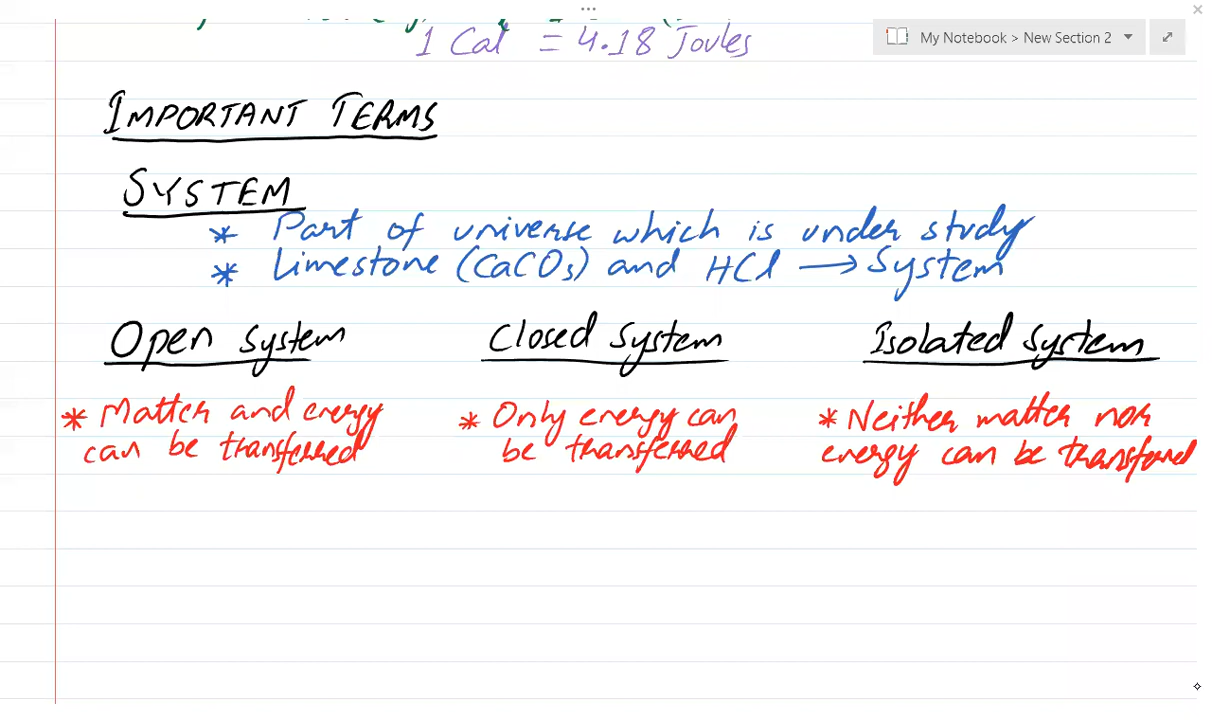 1 Cal = 4.18 Joules
My Notebook > New Section 2
IMPORTANT TERMS
SYSTEM
* Part of universe which is under study
* Limestone (CaCO₃) and HCl → System
Open system Closed system Isolated system
* Matter and energy * Only energy can * Neither matter nor
can be transferred be transferred energy can be transferred